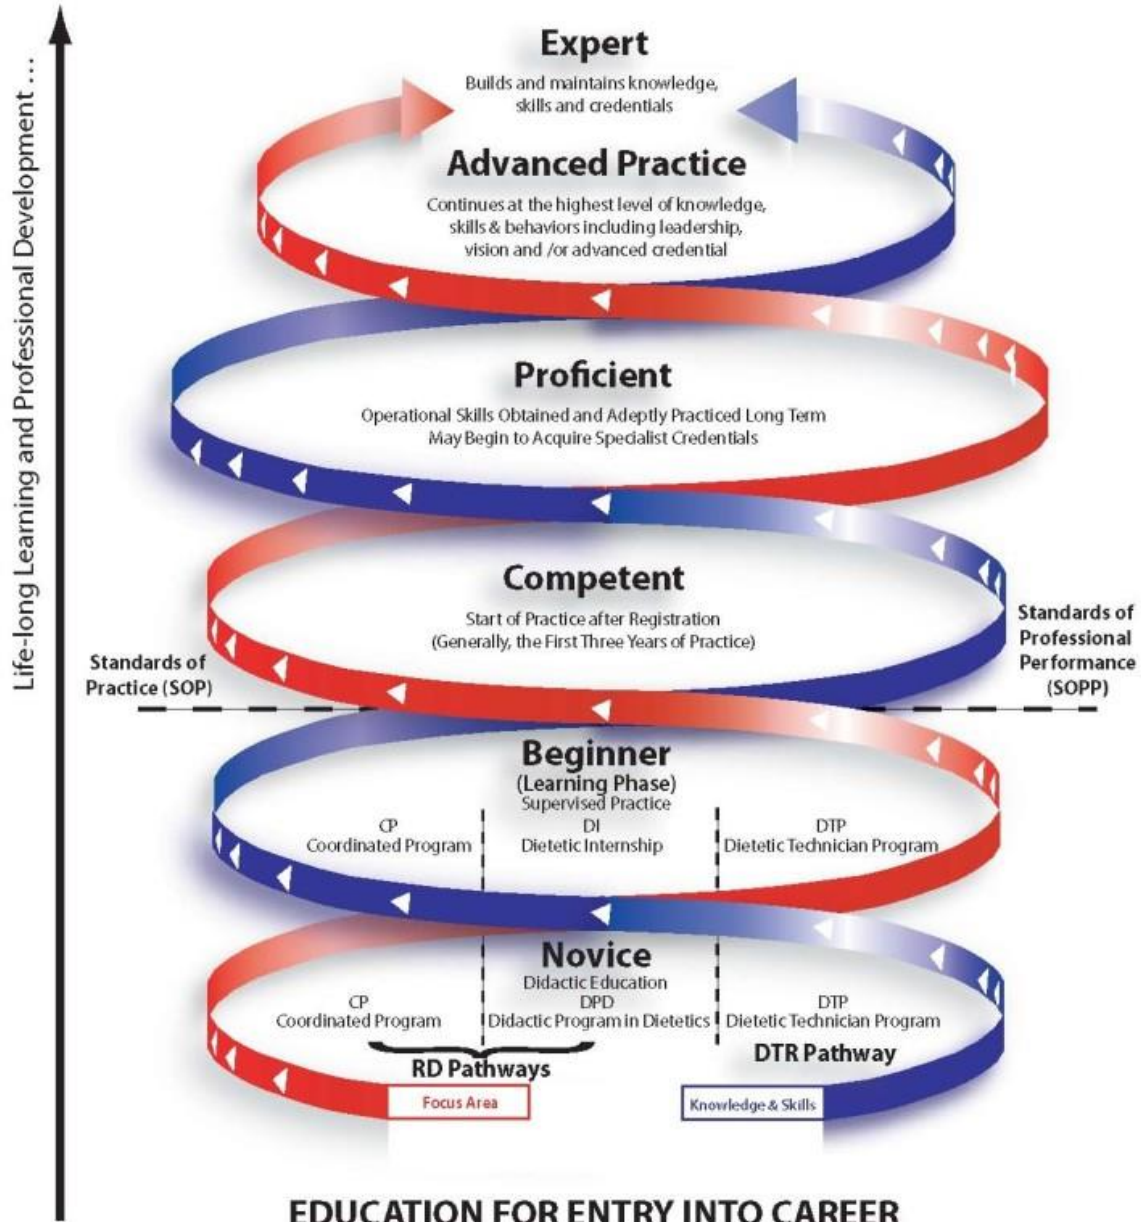 Life-long Learning and Professional Development ...
Expert
Builds and maintains knowledge,
skills and credentials
Advanced Practice
Continues at the highest level of knowledge,
skills & behaviors including leadership,
vision and /or advanced credential
Proficient
Operational Skills Obtained and Adeptly Practiced Long Term
May Begin to Acquire Specialist Credentials
Competent
Start of Practice after Registration
(Generally, the First Three Years of Practice)
Standards of
Practice (SOP)
Standards of
Professional
Performance
(SOPP)
Beginner
(Learning Phase)
Supervised Practice
CP
Coordinated Program
DI
Dietetic Internship
DTP
Dietetic Technician Program
Novice
Didactic Education
CP
Coordinated Program
DPD
Didactic Program in Dietetics
DTP
Dietetic Technician Program
RD Pathways
DTR Pathway
Focus Area
Knowledge & Skills
EDUCATION FOR ENTRY INTO CAREER